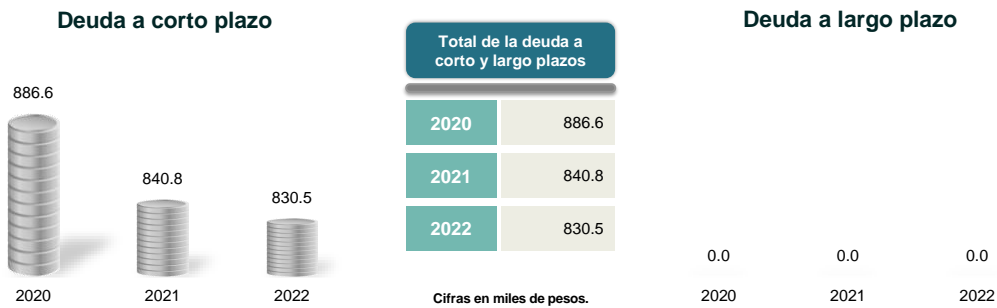 Deuda a corto plazo
886.6
840.8
830.5
2020 2021 2022
Total de la deuda a
corto y largo plazos
2020 886.6
2021 840.8
2022 830.5
Cifras en miles de pesos.
Deuda a largo plazo
0.0 0.0 0.0
2020 2021 2022